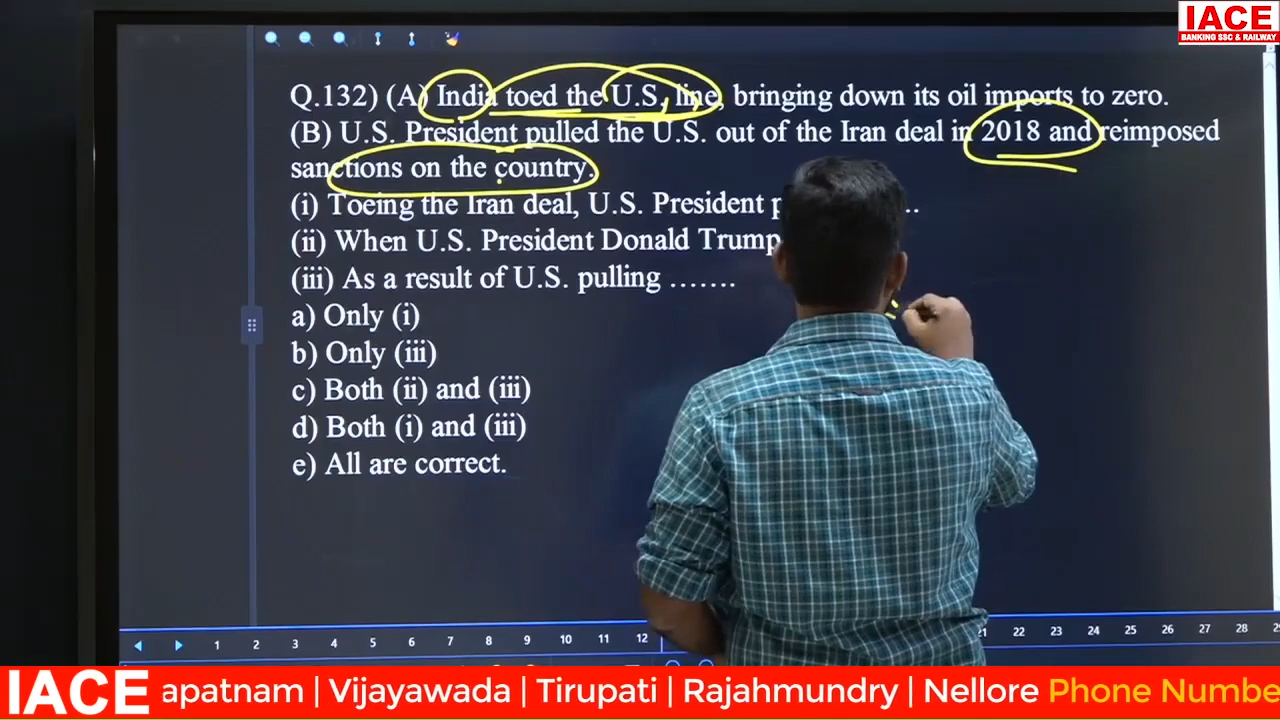 IACE
BANKING SSC & RAILWAY
Q.132) (A) India toed the U.S, line, bringing down its oil imports to zero.
(B) U.S. President pulled the U.S. out of the Iran deal in 2018 and reimposed
sanctions on the country.
(i) Toeing the Iran deal, U.S. President ..
(ii) When U.S. President Donald Trump
(iii) As a result of U.S. pulling …….
a) Only (i)
b) Only (iii)
c) Both (ii) and (iii)
d) Both (i) and (iii)
e) All are correct.
1 2 3 4 5 6 7 8 9 10 11 12 21 22 23 24 25 26 27 28
IACE apatnam | Vijayawada | Tirupati | Rajahmundry | Nellore Phone Numbe